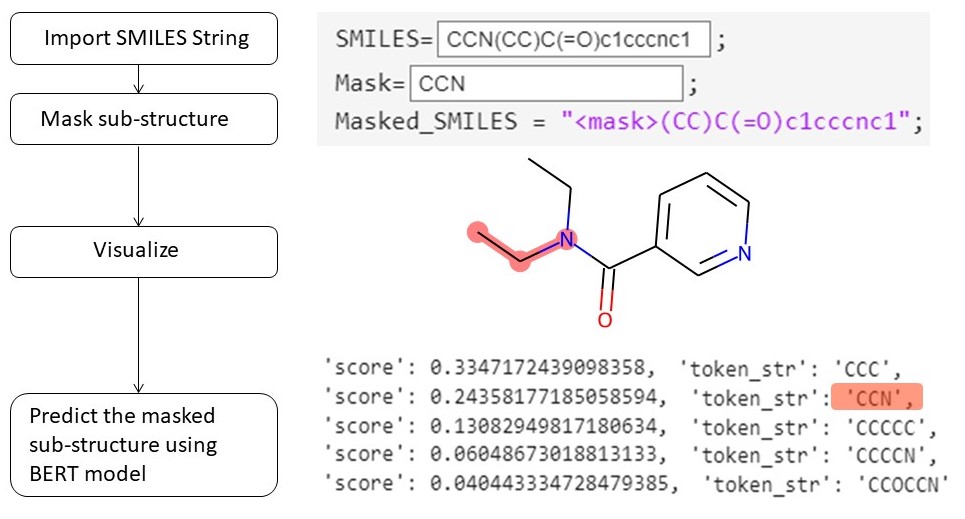 Import SMILES String
Mask sub-structure
Visualize
Predict the masked
sub-structure using
BERT model
SMILES= CCN(CC)C(=O)c1cccnc1 ;
Mask= CCN ;
Masked_SMILES = "<mask>(CC)C(=O)c1cccnc1";
N
O
N
'score': 0.3347172439098358, 'token_str': 'CCC',
'score': 0.24358177185058594, 'token_str': 'CCN',
'score': 0.13082949817180634, 'token_str': 'CCCCC',
'score': 0.06048673018813133, 'token_str': 'CCCCN',
'score': 0.040443334728479385, 'token_str': 'CCOCCN'